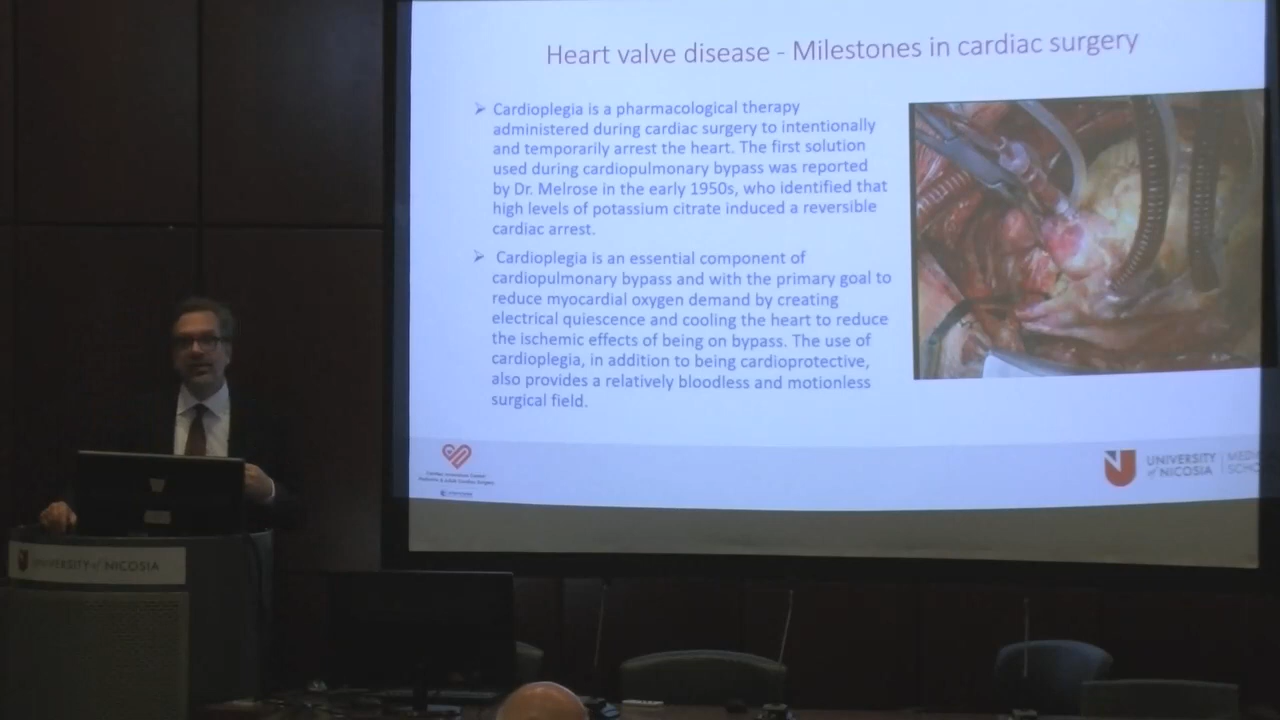 Heart valve disease - Milestones in cardiac surgery
➢ Cardioplegia is a pharmacological therapy
administered during cardiac surgery to intentionally
and temporarily arrest the heart. The first solution
used during cardiopulmonary bypass was reported
by Dr. Melrose in the early 1950s, who identified that
high levels of potassium citrate induced a reversible
cardiac arrest.
➢ Cardioplegia is an essential component of
cardiopulmonary bypass and with the primary goal to
reduce myocardial oxygen demand by creating
electrical quiescence and cooling the heart to reduce
the ischemic effects of being on bypass. The use of
cardioplegia, in addition to being cardioprotective,
also provides a relatively bloodless and motionless
surgical field.
UNIVERSITY
of NICOSIA
UNIVERSITY of NICOSIA